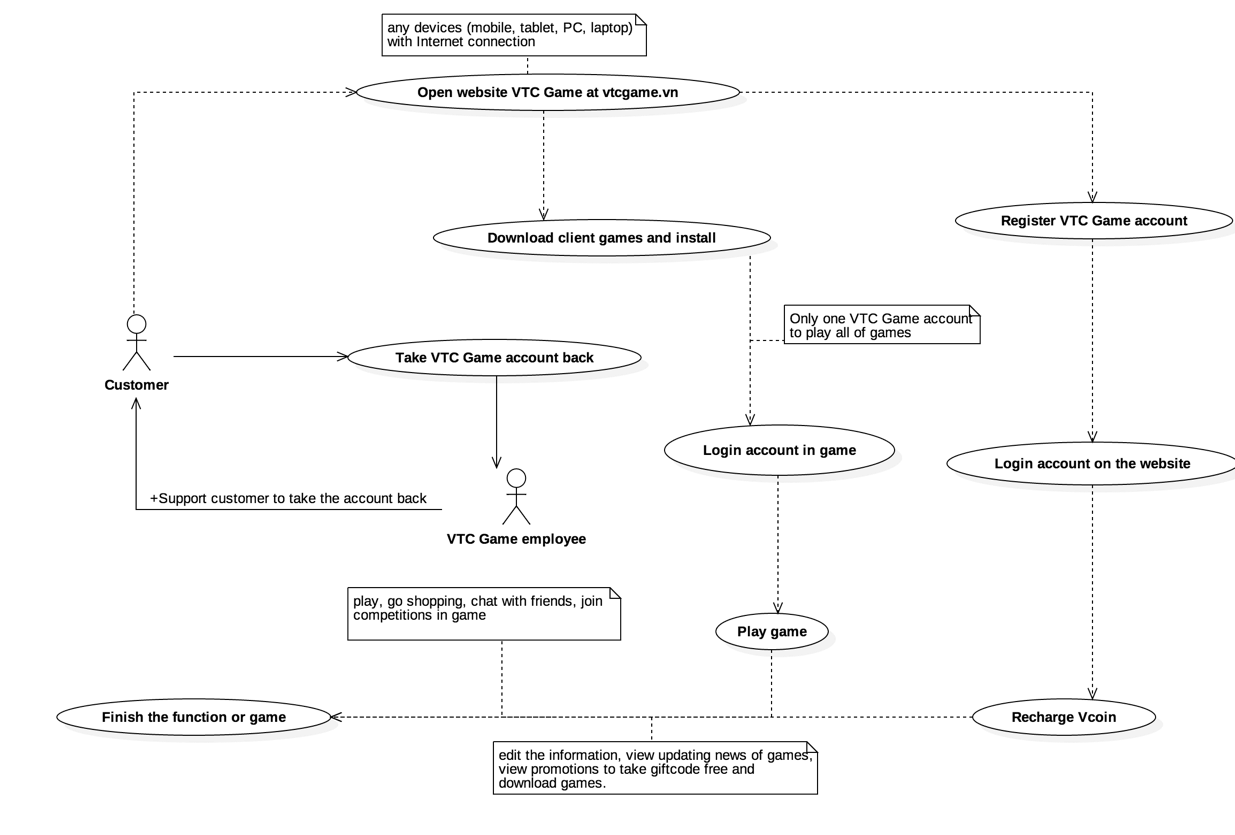 any devices (mobile, tablet, PC, laptop)
with Internet connection
Open website VTC Game at vtcgame.vn
Register VTC Game account
Download client games and install
Only one VTC Game account
to play all of games
Take VTC Game account back
Customer
Login account in game
Login account on the website
+Support customer to take the account back
VTC Game employee
play, go shopping, chat with friends, join
competitions in game
Play game
Finish the function or game
Recharge Vcoin
edit the information, view updating news of games,
view promotions to take giftcode free and
download games.